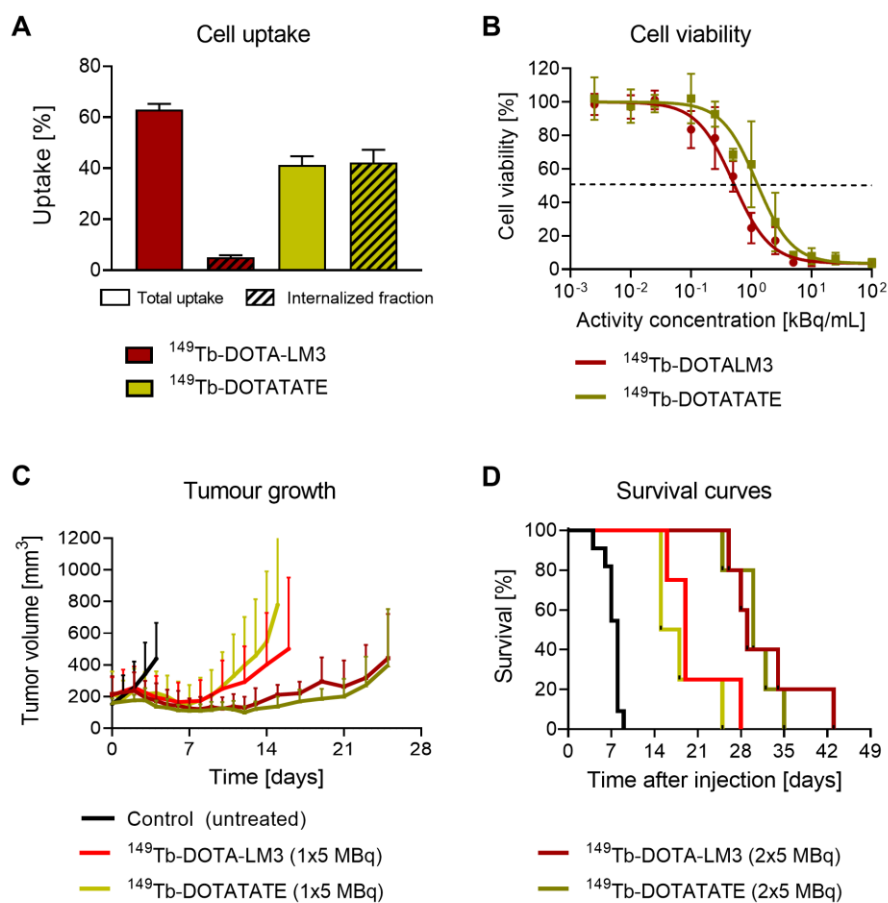 A
Cell uptake
Uptake [%]
80
60
40
20
0
Total uptake
Internalized fraction
¹⁴⁹Tb-DOTA-LM3
¹⁴⁹Tb-DOTATATE
B
Cell viability
Cell viability [%]
120
100
80
60
40
20
0
10⁻³ 10⁻² 10⁻¹ 10⁰ 10¹ 10²
Activity concentration [kBq/mL]
¹⁴⁹Tb-DOTALM3
¹⁴⁹Tb-DOTATATE
C
Tumour growth
Tumor volume [mm³]
1200
1000
800
600
400
200
0
0 7 14 21 28
Time [days]
Control (untreated)
¹⁴⁹Tb-DOTA-LM3 (1x5 MBq)
¹⁴⁹Tb-DOTATATE (1x5 MBq)
D
Survival curves
Survival [%]
100
80
60
40
20
0
0 7 14 21 28 35 42 49
Time after injection [days]
¹⁴⁹Tb-DOTA-LM3 (2x5 MBq)
¹⁴⁹Tb-DOTATATE (2x5 MBq)